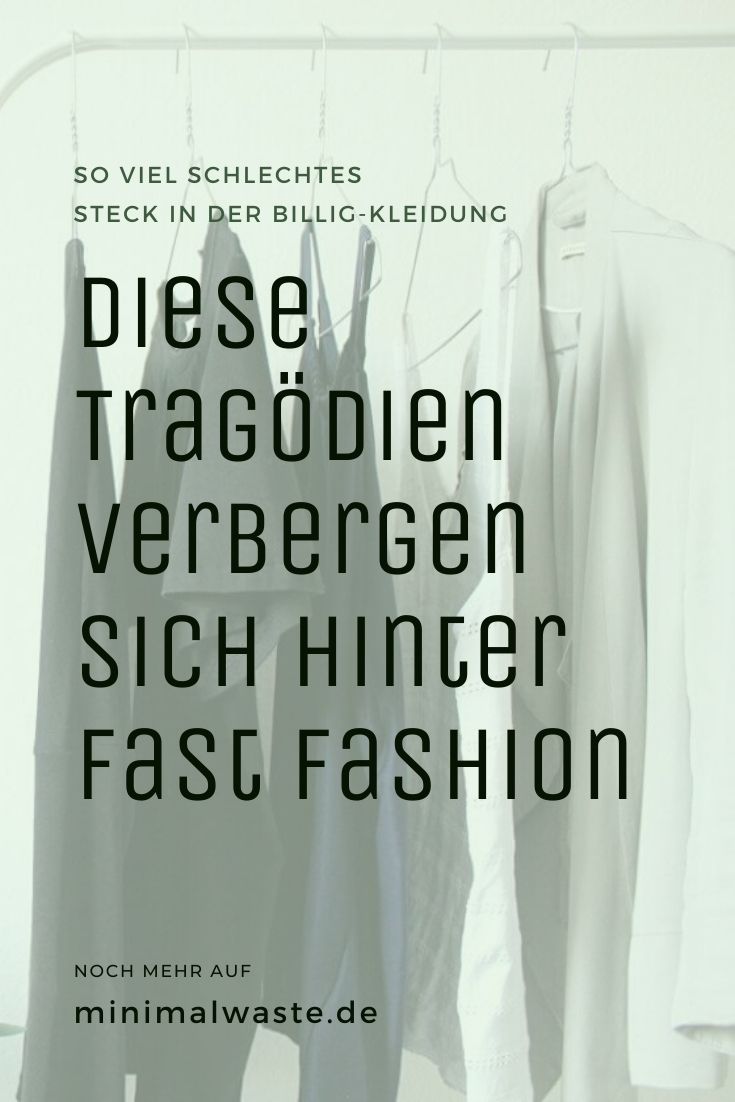 SO VIEL SCHLECHTES
STECK IN DER BILLIG-KLEIDUNG
Diese
Tragödien
verbergen
sich hinter
Fast Fashion
NOCH MEHR AUF
minimalwaste.de